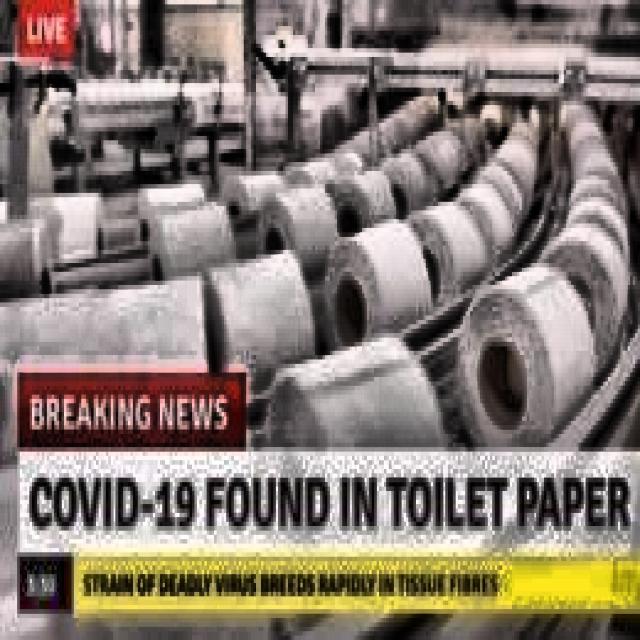 LIVE
BREAKING NEWS
COVID-19 FOUND IN TOILET PAPER
STRAIN OF DEADLY VIRUS BREEDS RAPIDLY IN TISSUE FIBRES